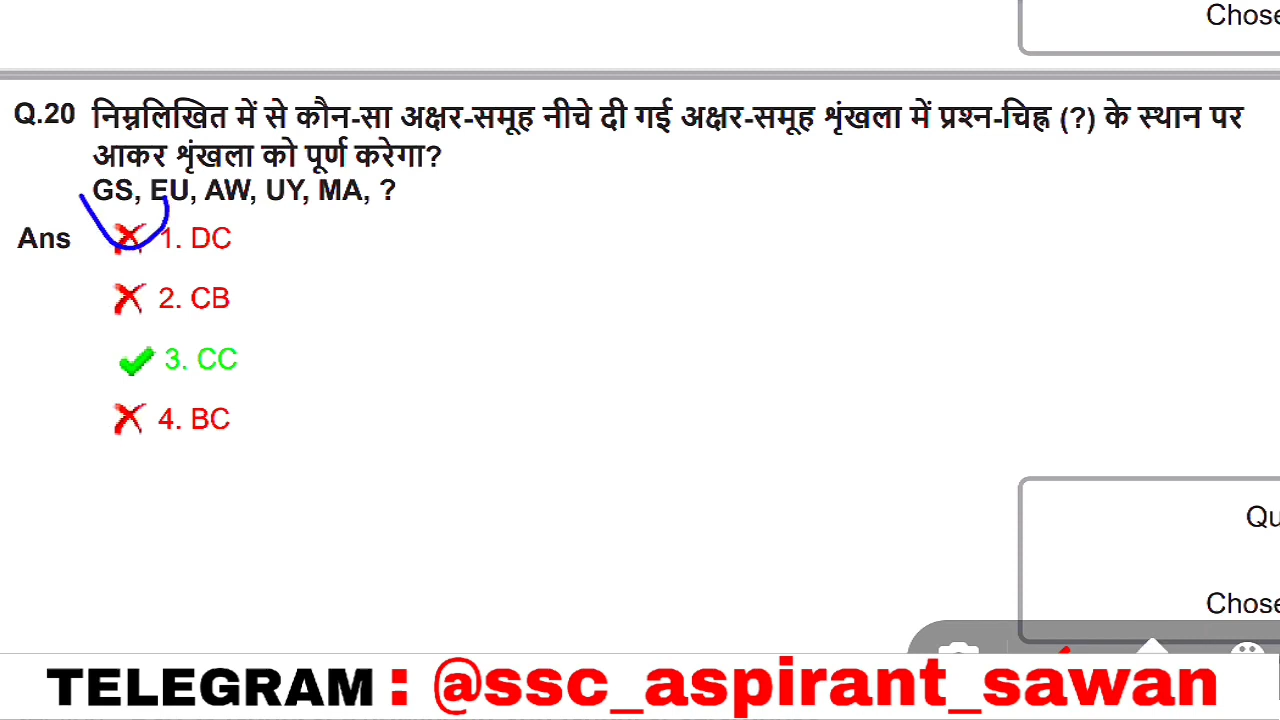 Chose
Q.20 निम्नलिखित में से कौन-सा अक्षर-समूह नीचे दी गई अक्षर-समूह शृंखला में प्रश्न-चिह्न (?) के स्थान पर
आकर शृंखला को पूर्ण करेगा?
GS, EU, AW, UY, MA, ?
Ans 1. DC
2. CB
3. CC
4. BC
Qu
Chose
TELEGRAM : @ssc_aspirant_sawan